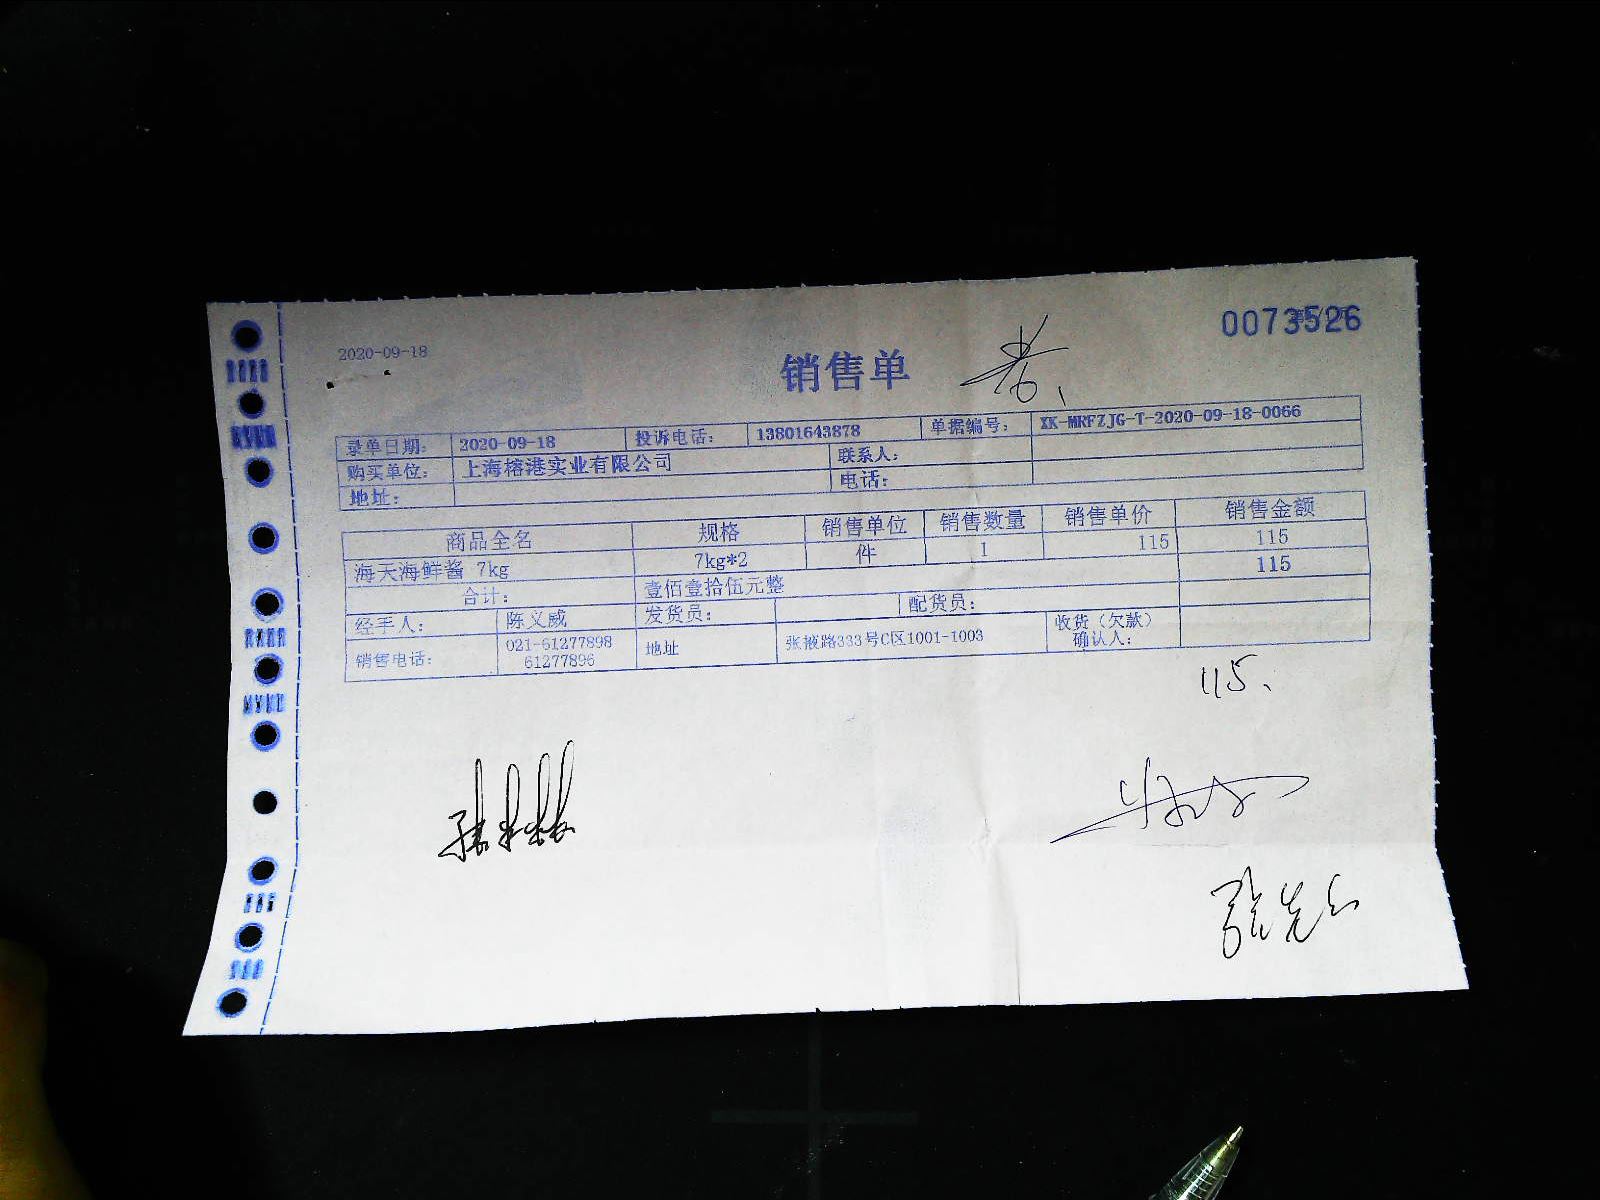 0073526
2020-09-18
销售单
录单日期： 2020-09-18 投诉电话： 13801643878 单据编号： XK-MRFZJG-T-2020-09-18-0066
购买单位： 上海榕港实业有限公司 联系人：
地址： 电话：
商品全名 规格 销售单位 销售数量 销售单价 销售金额
海天海鲜酱 7kg 7kg*2 件 1 115 115
合计： 壹佰壹拾伍元整 115
经手人： 陈义威 发货员： 配货员：
销售电话： 021-61277898 61277896 地址 张掖路333号C区1001-1003 收货（欠款）确认人：
115.